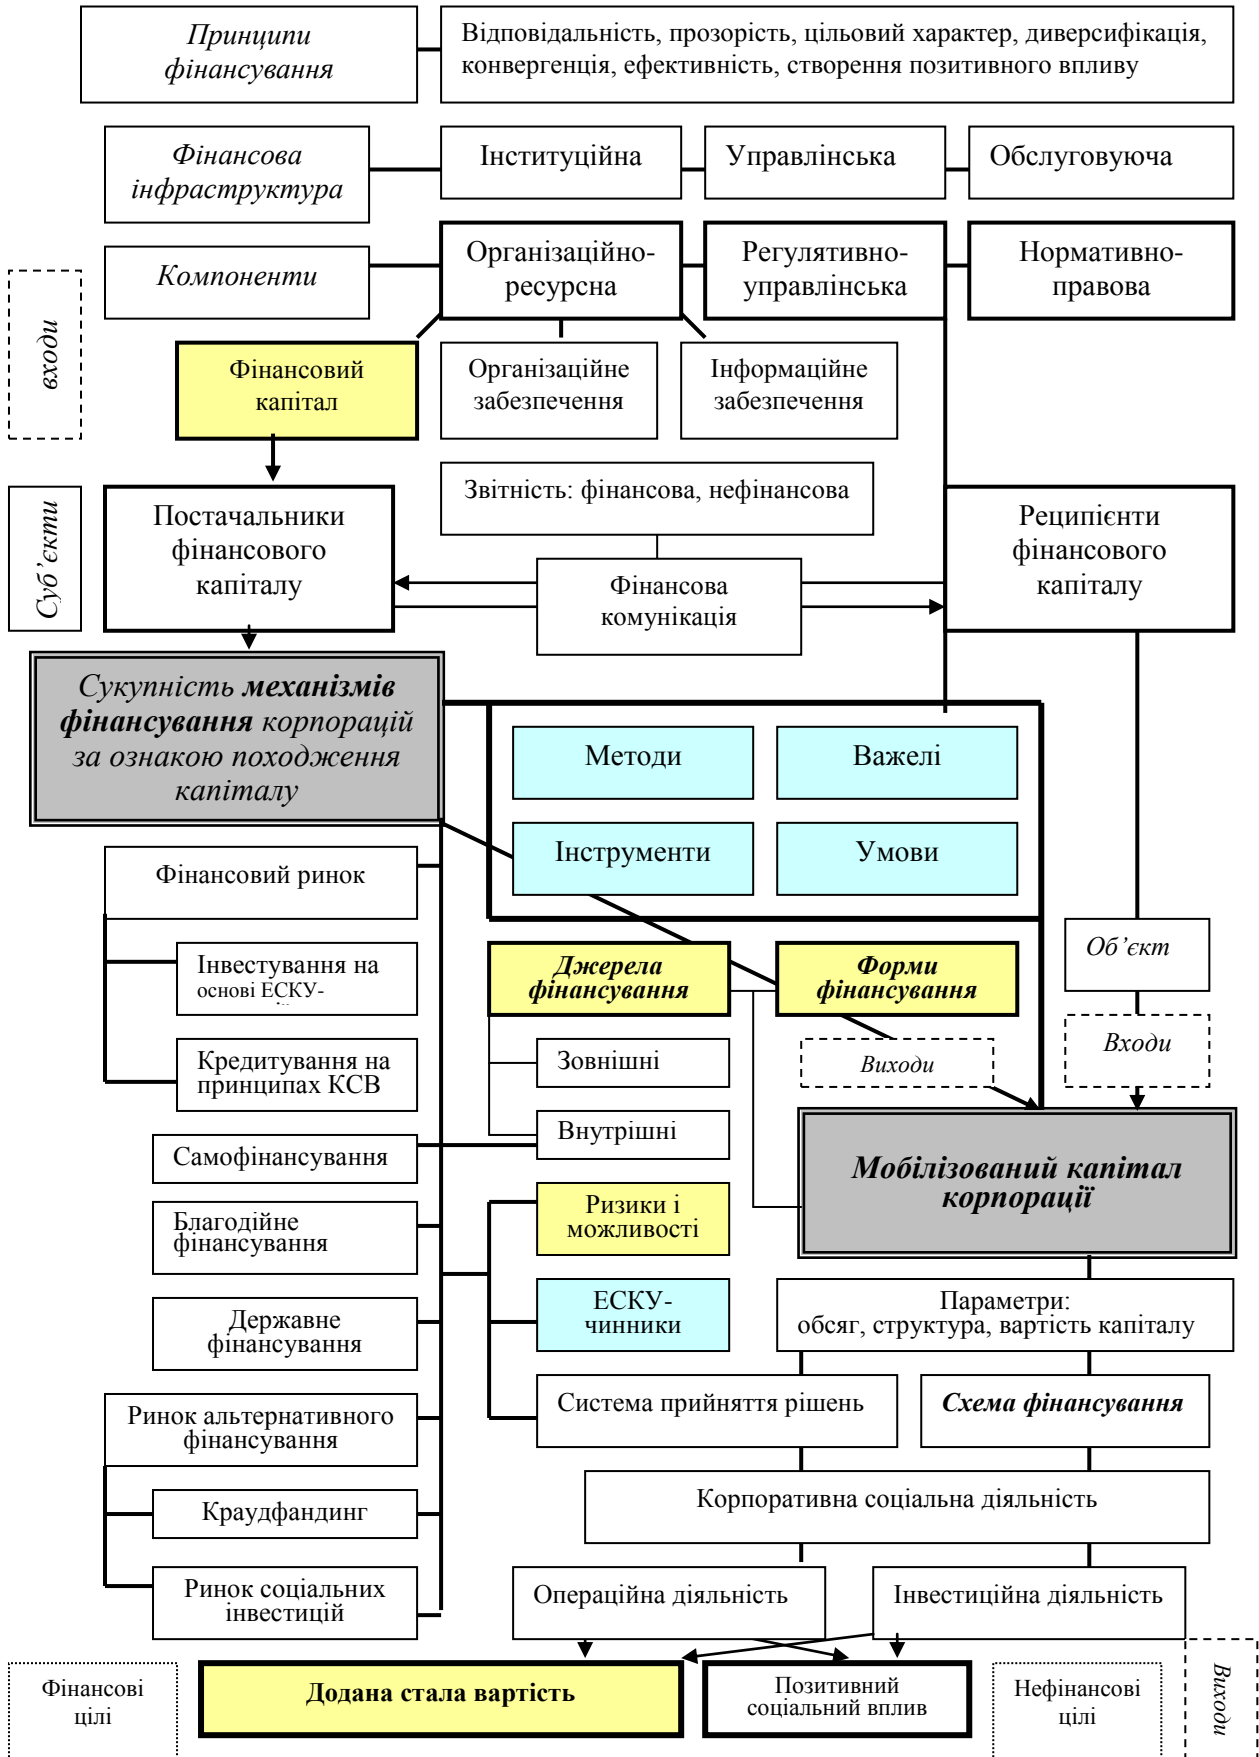 Принципи
фінансування
Відповідальність, прозорість, цільовий характер, диверсифікація,
конвергенція, ефективність, створення позитивного впливу
Фінансова
інфраструктура
Інституційна
Управлінська
Обслуговуюча
Компоненти
Організаційно-
ресурсна
Регулятивно-
управлінська
Нормативно-
правова
входи
Фінансовий
капітал
Організаційне
забезпечення
Інформаційне
забезпечення
Звітність: фінансова, нефінансова
Суб’єкти
Постачальники
фінансового
капіталу
Фінансова
комунікація
Реципієнти
фінансового
капіталу
Сукупність механізмів
фінансування корпорацій
за ознакою походження
капіталу
Методи
Важелі
Інструменти
Умови
Фінансовий ринок
Інвестування на
основі ЕСКУ-
Кредитування на
принципах КСВ
Джерела
фінансування
Форми
фінансування
Об’єкт
Зовнішні
Виходи
Входи
Внутрішні
Самофінансування
Мобілізований капітал
корпорації
Благодійне
фінансування
Ризики і
можливості
Державне
фінансування
ЕСКУ-
чинники
Параметри:
обсяг, структура, вартість капіталу
Ринок альтернативного
фінансування
Система прийняття рішень
Схема фінансування
Краудфандинг
Корпоративна соціальна діяльність
Ринок соціальних
інвестицій
Операційна діяльність
Інвестиційна діяльність
Фінансові
цілі
Додана стала вартість
Позитивний
соціальний вплив
Нефінансові
цілі
Виходи